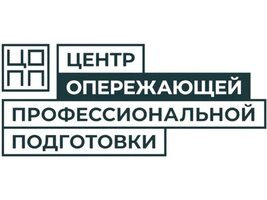 ЦО
ПП
ЦЕНТР
ОПЕРЕЖАЮЩЕЙ
ПРОФЕССИОНАЛЬНОЙ
ПОДГОТОВКИ